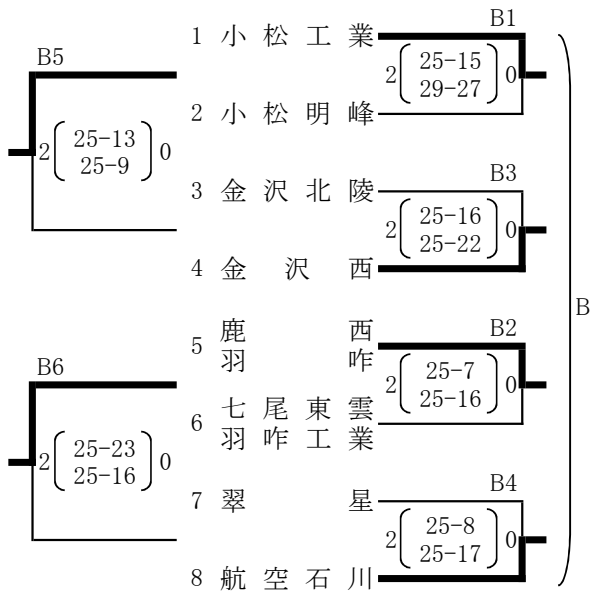 B1
1 小松工業
2 ( 25-15 29-27 ) 0
2 小松明峰
B5
2 ( 25-13 25-9 ) 0
B3
3 金沢北陵
2 ( 25-16 25-22 ) 0
4 金沢西
B
B2
5 鹿西
羽咋
2 ( 25-7 25-16 ) 0
6 七尾東雲
羽咋工業
B6
2 ( 25-23 25-16 ) 0
B4
7 翠星
2 ( 25-8 25-17 ) 0
8 航空石川